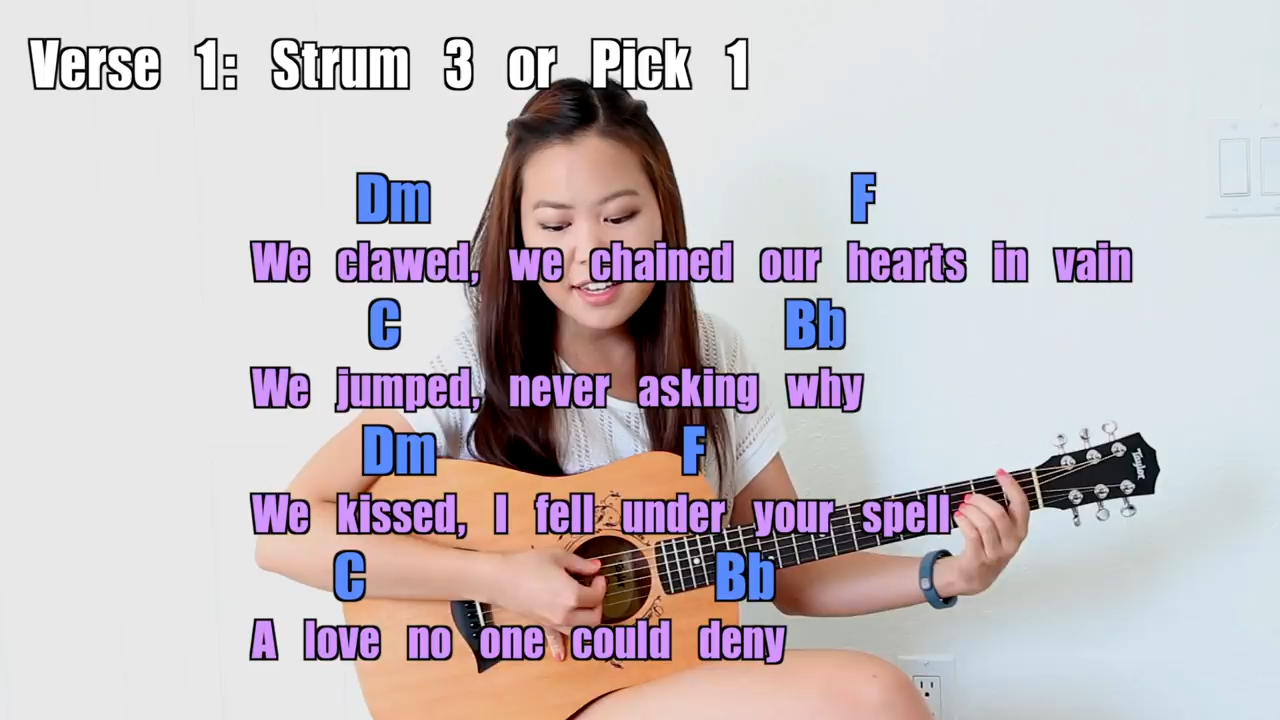 Verse 1: Strum 3 or Pick 1
Dm F
We clawed, we chained our hearts in vain
C Bb
We jumped, never asking why
Dm F
We kissed, I fell under your spell
C Bb
A love no one could deny
Taylor